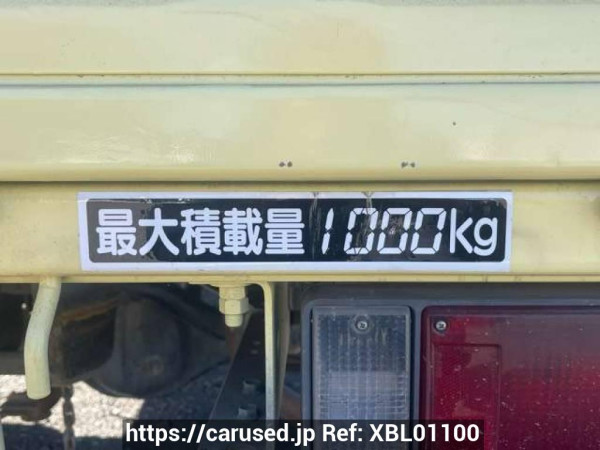 最大積載量1000kg
https://carused.jp Ref: XBL01100